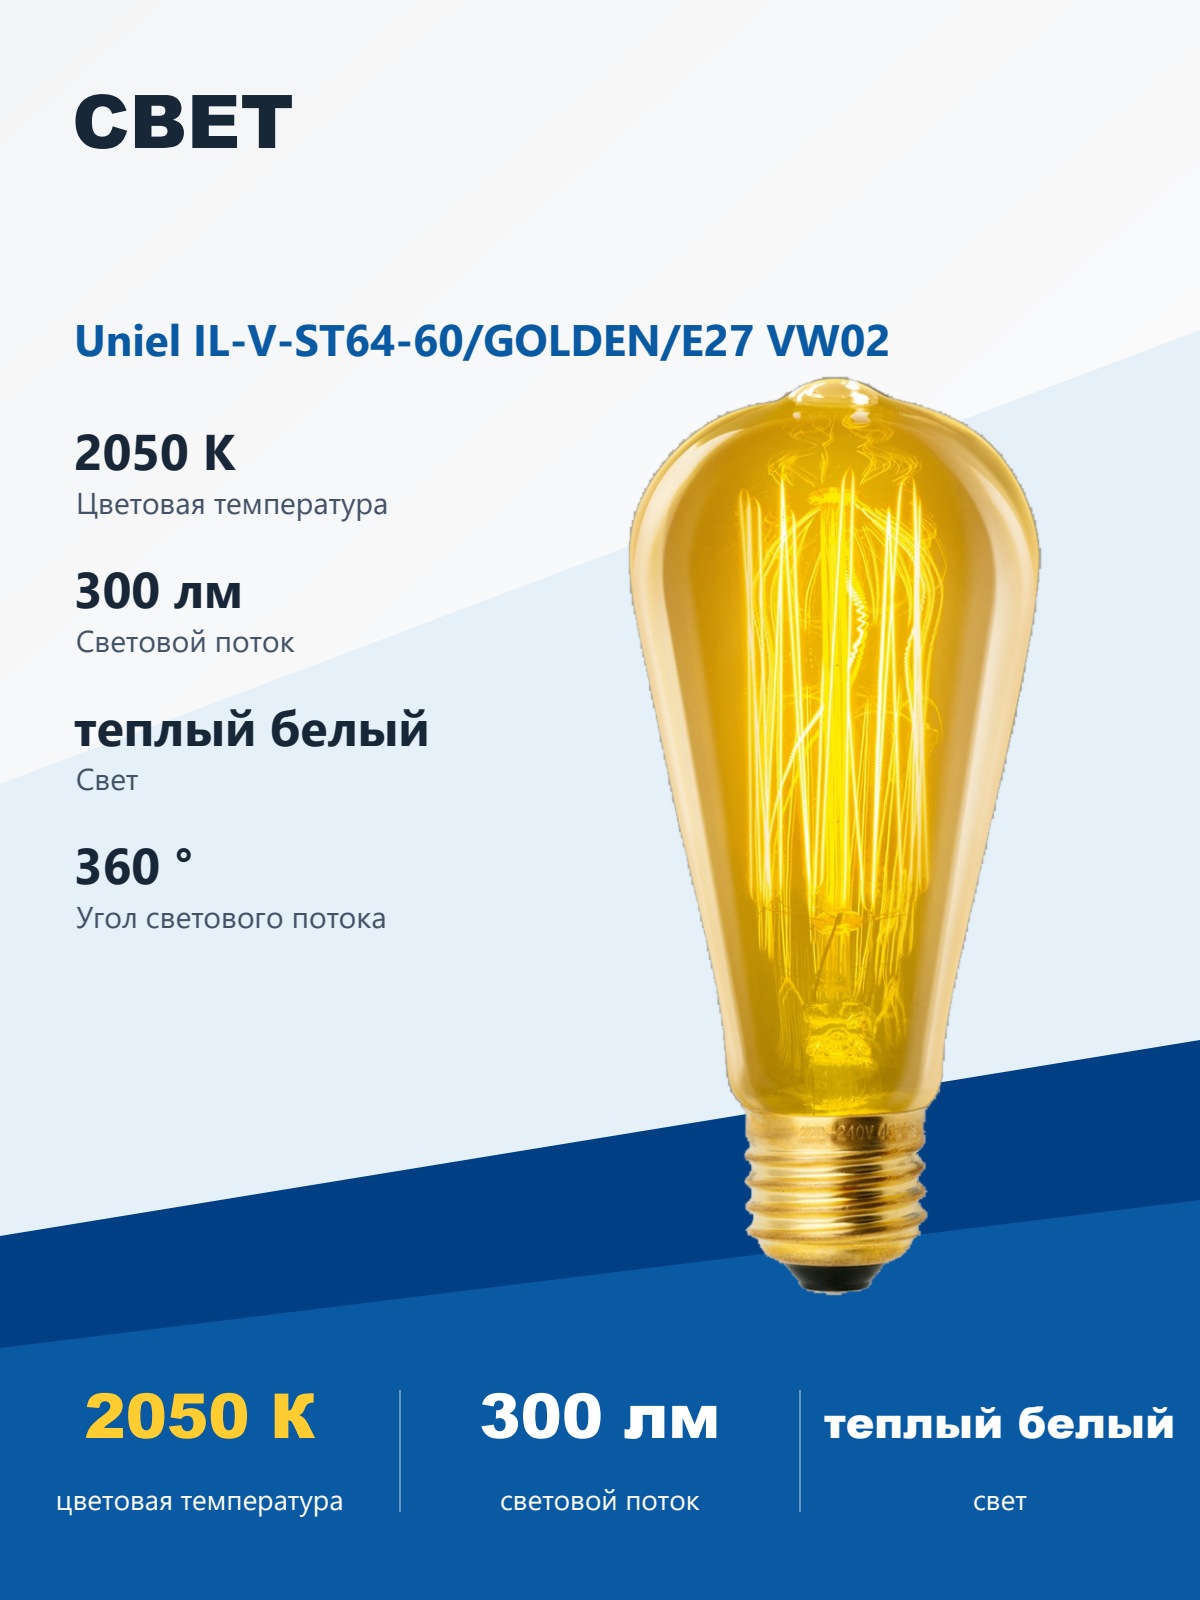 СВЕТ
Uniel IL-V-ST64-60/GOLDEN/E27 VW02
2050 К
Цветовая температура
300 лм
Световой поток
теплый белый
Свет
360 °
Угол светового потока
240V
2050 К
300 лм
теплый белый
цветовая температура
световой поток
свет